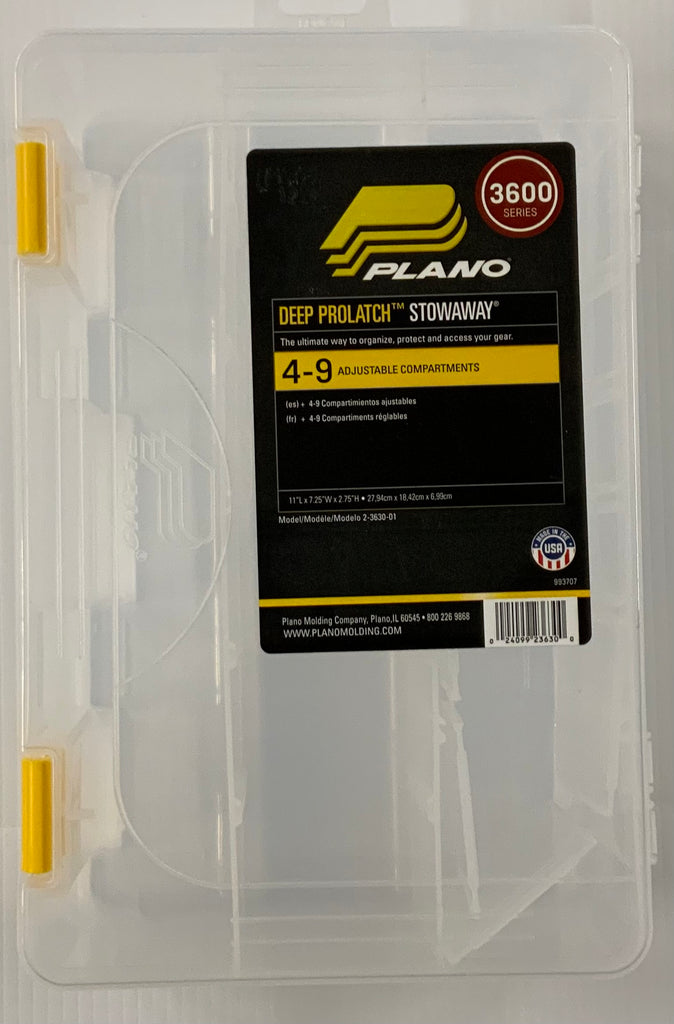 3600
SERIES
PLANO
DEEP PROLATCH™ STOWAWAY®
The ultimate way to organize, protect and access your gear.
4-9 ADJUSTABLE COMPARTMENTS
(es) + 4-9 Compartimientos ajustables
(fr) + 4-9 Compartiments réglables
11"L x 7.25"W x 2.75"H • 27,94cm x 18,42cm x 6,99cm
Model/Modèle/Modelo 2-3630-01
MADE IN THE
USA
993707
Plano Molding Company, Plano,IL 60545 • 800 226 9868
WWW.PLANOMOLDING.COM
0 24099 23630 0